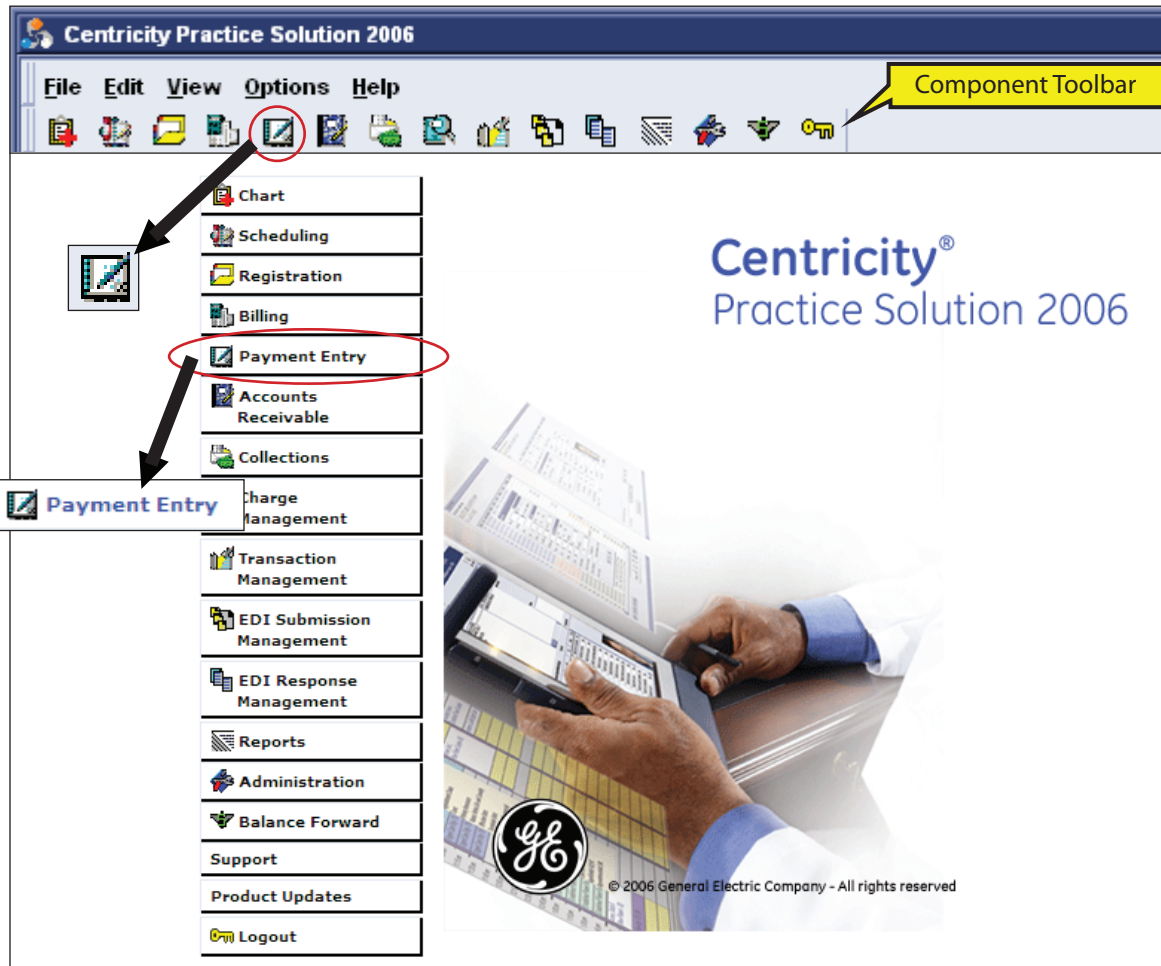 Centricity Practice Solution 2006
File Edit View Options Help
Component Toolbar
Chart
Scheduling
Registration
Billing
Payment Entry
Accounts
Receivable
Collections
Payment Entry
Charge
Management
Transaction
Management
EDI Submission
Management
EDI Response
Management
Reports
Administration
Balance Forward
Support
Product Updates
Logout
Centricity®
Practice Solution 2006
GE
© 2006 General Electric Company - All rights reserved